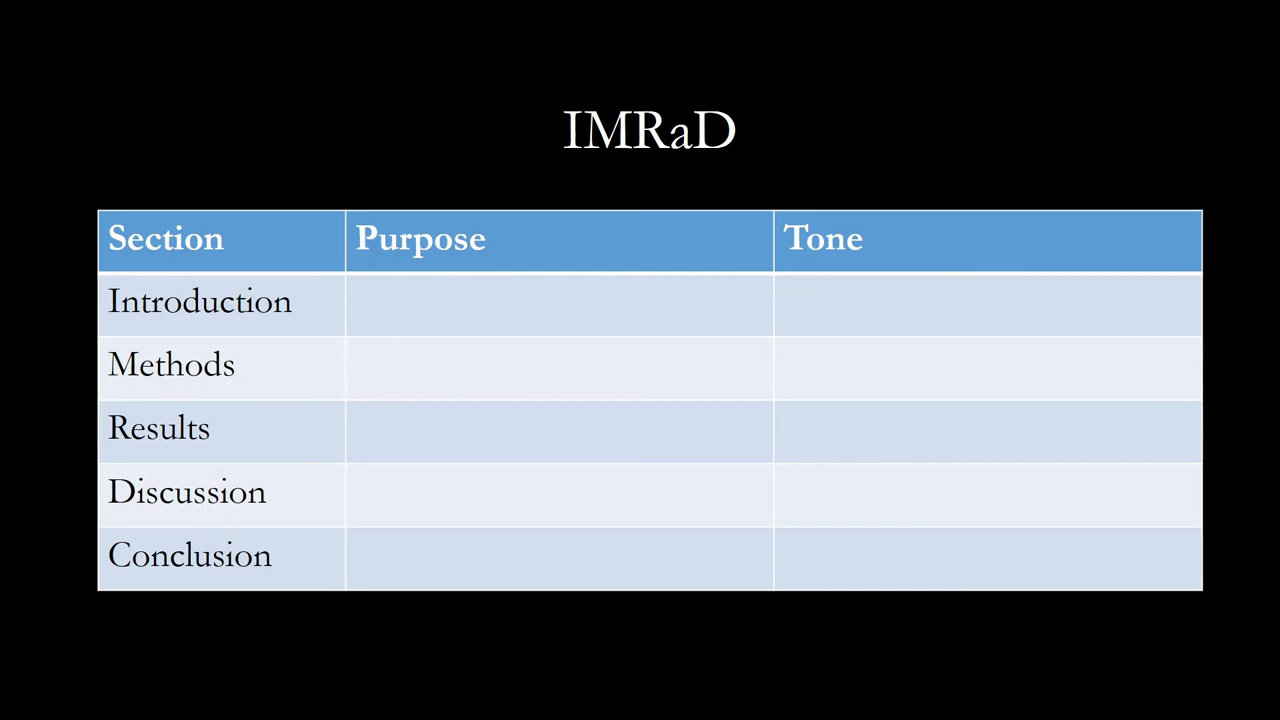 IMRaD
Section Purpose Tone
Introduction
Methods
Results
Discussion
Conclusion